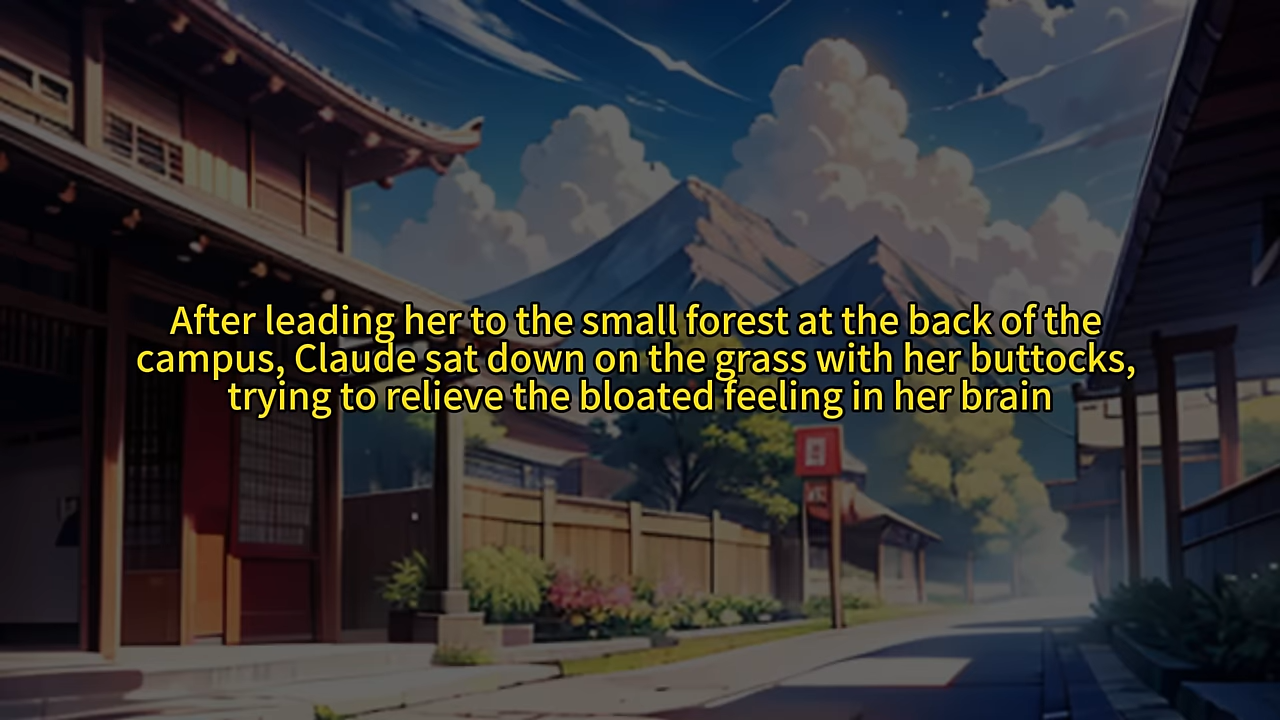 After leading her to the small forest at the back of the
campus, Claude sat down on the grass with her buttocks,
trying to relieve the bloated feeling in her brain